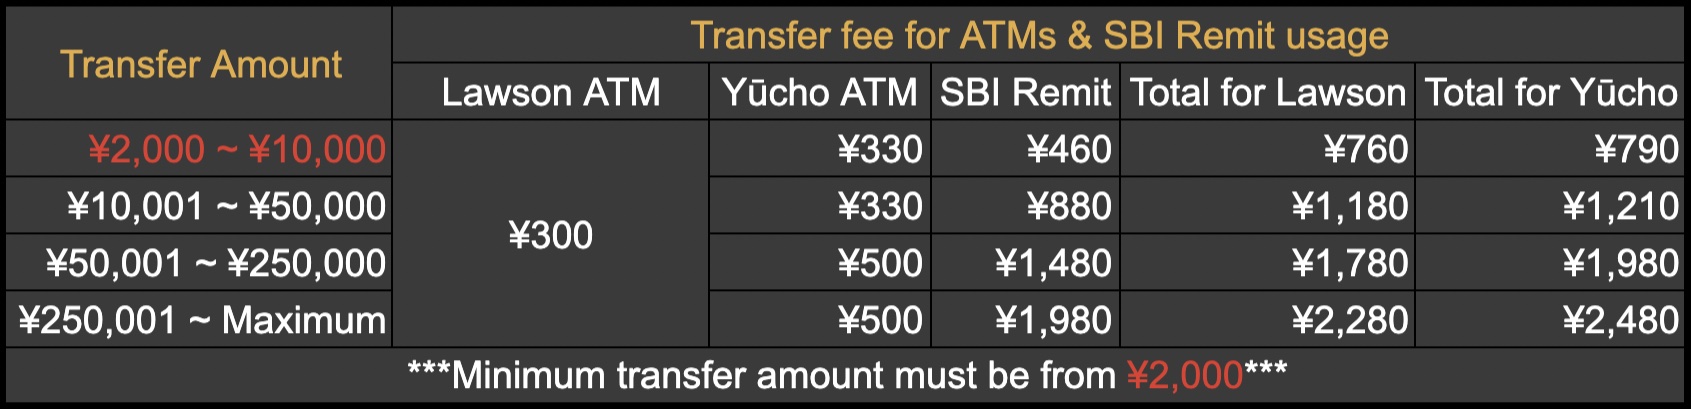 Transfer Amount
Transfer fee for ATMs & SBI Remit usage
Lawson ATM Yūcho ATM SBI Remit Total for Lawson Total for Yūcho
¥2,000 ~ ¥10,000 ¥330 ¥460 ¥760 ¥790
¥10,001 ~ ¥50,000 ¥330 ¥880 ¥1,180 ¥1,210
¥300
¥50,001 ~ ¥250,000 ¥500 ¥1,480 ¥1,780 ¥1,980
¥250,001 ~ Maximum ¥500 ¥1,980 ¥2,280 ¥2,480
***Minimum transfer amount must be from ¥2,000***